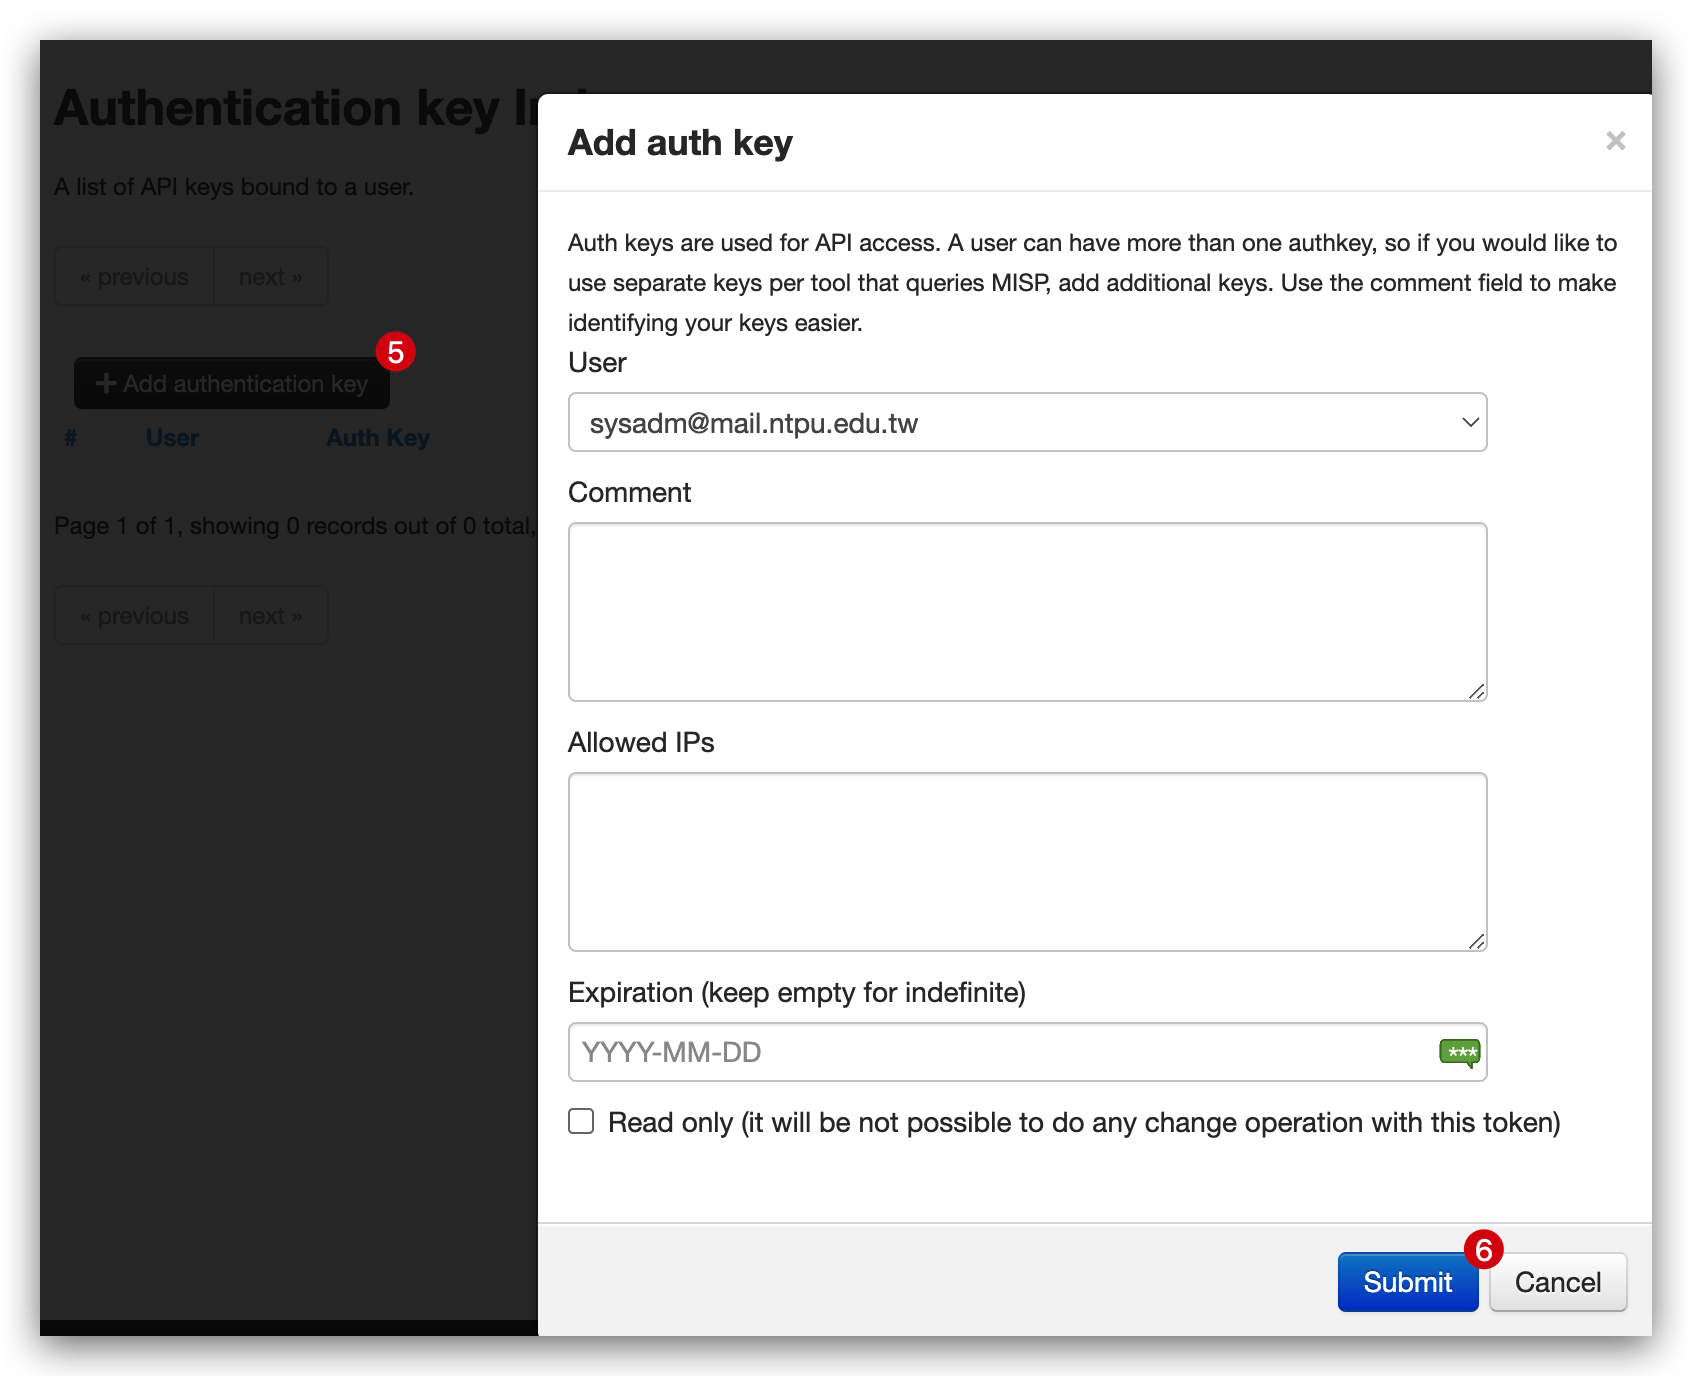 Authentication key
A list of API keys bound to a user.
« previous
next »
5
Add authentication key
#
User
Auth Key
Page 1 of 1, showing 0 records out of 0 total,
« previous
next »
Add auth key
×
Auth keys are used for API access. A user can have more than one authkey, so if you would like to
use separate keys per tool that queries MISP, add additional keys. Use the comment field to make
identifying your keys easier.
User
sysadm@mail.ntpu.edu.tw
Comment
Allowed IPs
Expiration (keep empty for indefinite)
YYYY-MM-DD
***
Read only (it will be not possible to do any change operation with this token)
6
Submit
Cancel